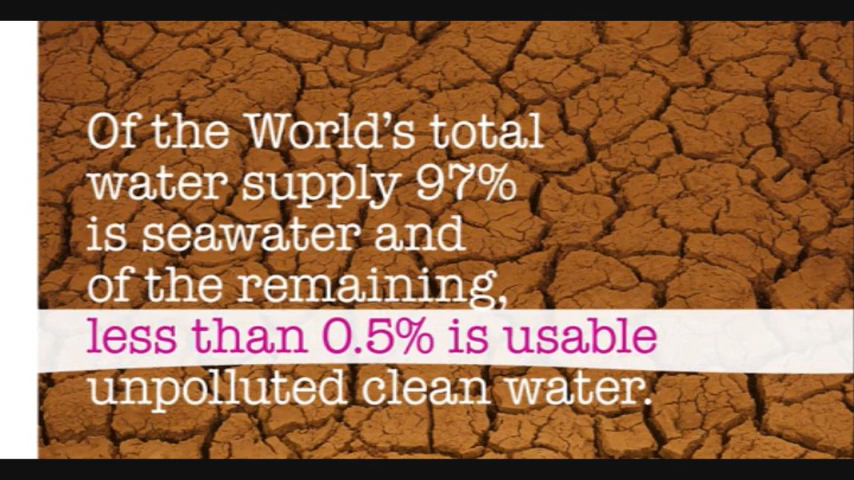 Of the World's total
water supply 97%
is seawater and
of the remaining,
less than 0.5% is usable
unpolluted clean water.